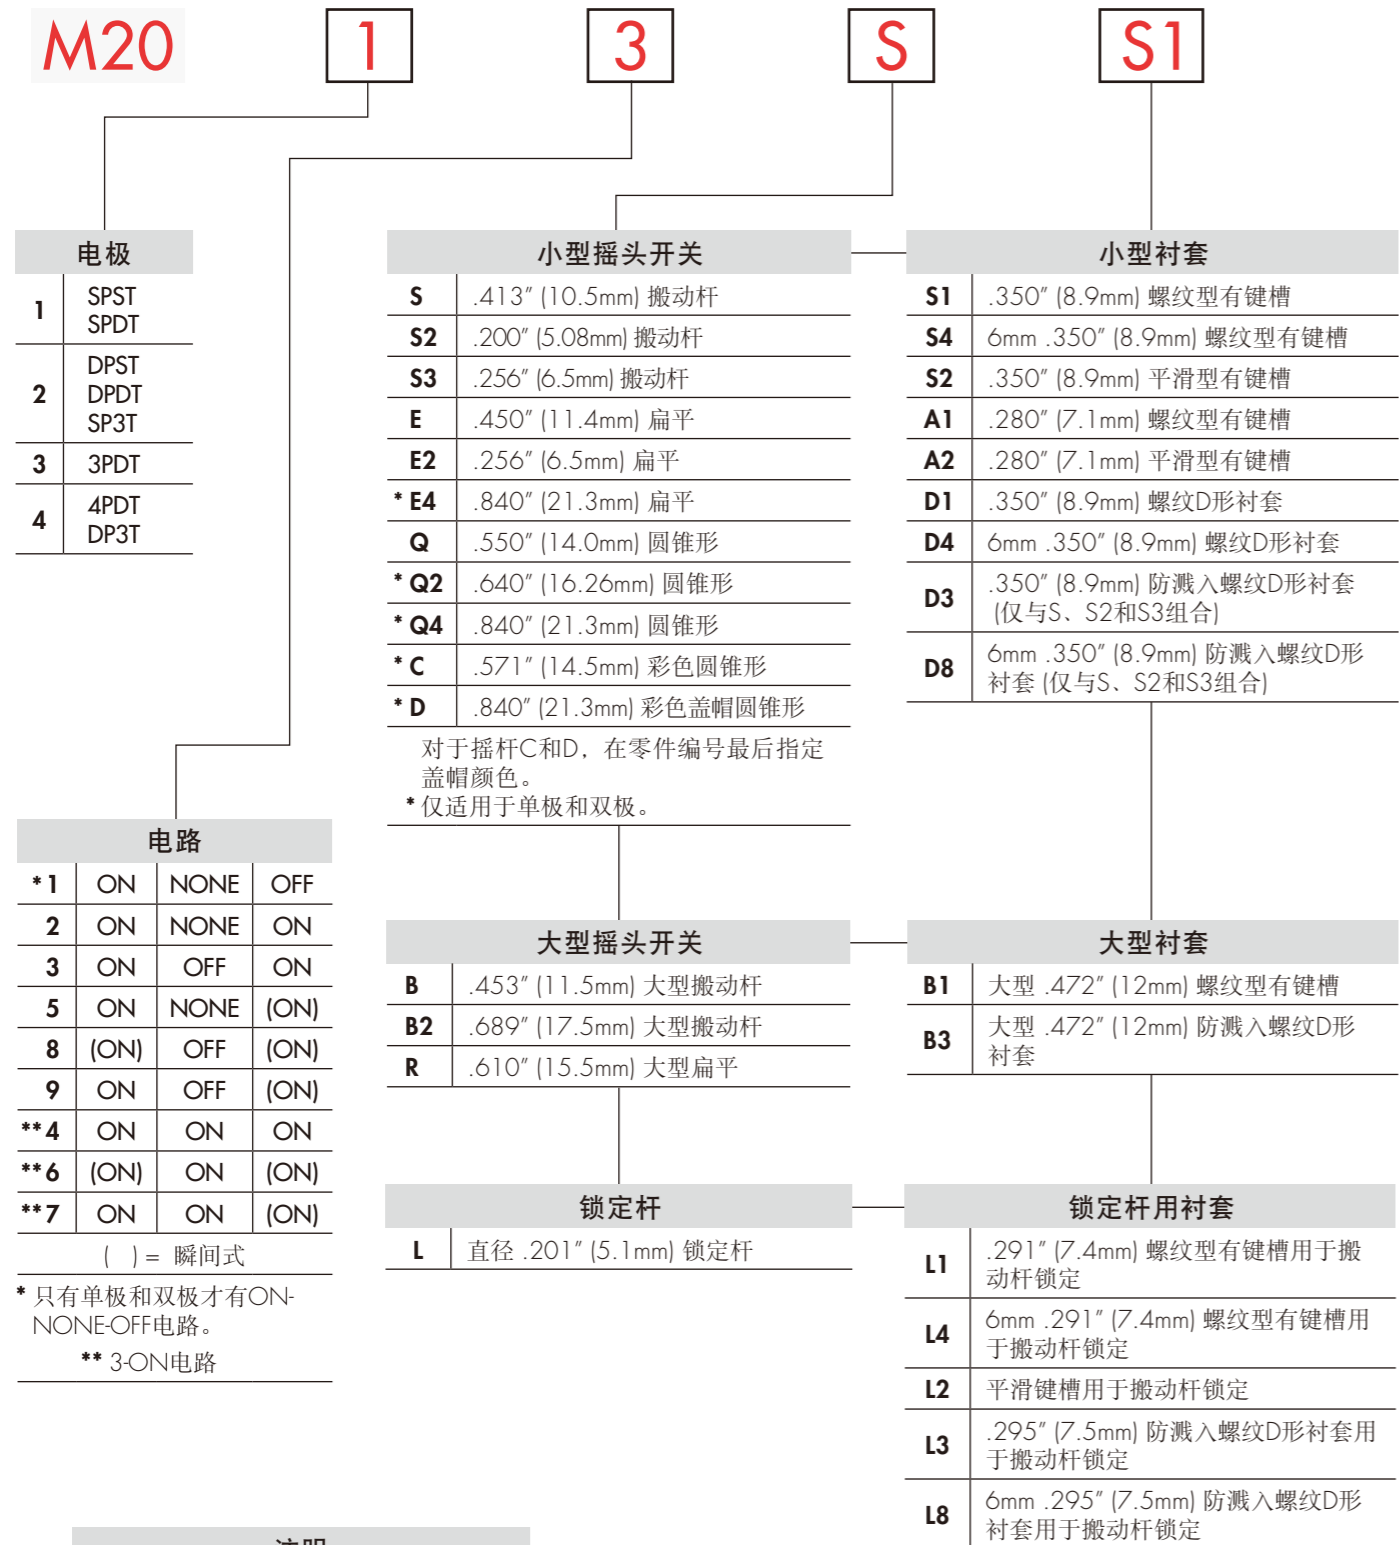 M20 1 3 S S1
电极
1 SPST
SPDT
2 DPST
DPDT
SP3T
3 3PDT
4 4PDT
DP3T
电路
*1 ON NONE OFF
2 ON NONE ON
3 ON OFF ON
5 ON NONE (ON)
8 (ON) OFF (ON)
9 ON OFF (ON)
**4 ON ON ON
**6 (ON) ON (ON)
**7 ON ON (ON)
( ) = 瞬间式
* 只有单极和双极才有ON-
NONE-OFF电路。
** 3-ON电路
小型摇头开关
S .413" (10.5mm) 搬动杆
S2 .200" (5.08mm) 搬动杆
S3 .256" (6.5mm) 搬动杆
E .450" (11.4mm) 扁平
E2 .256" (6.5mm) 扁平
* E4 .840" (21.3mm) 扁平
Q .550" (14.0mm) 圆锥形
* Q2 .640" (16.26mm) 圆锥形
* Q4 .840" (21.3mm) 圆锥形
* C .571" (14.5mm) 彩色圆锥形
* D .840" (21.3mm) 彩色盖帽圆锥形
对于摇杆C和D，在零件编号最后指定
盖帽颜色。
* 仅适用于单极和双极。
小型衬套
S1 .350" (8.9mm) 螺纹型有键槽
S4 6mm .350" (8.9mm) 螺纹型有键槽
S2 .350" (8.9mm) 平滑型有键槽
A1 .280" (7.1mm) 螺纹型有键槽
A2 .280" (7.1mm) 平滑型有键槽
D1 .350" (8.9mm) 螺纹D形衬套
D4 6mm .350" (8.9mm) 螺纹D形衬套
D3 .350" (8.9mm) 防溅入螺纹D形衬套
(仅与S、S2和S3组合)
D8 6mm .350" (8.9mm) 防溅入螺纹D形
衬套 (仅与S、S2和S3组合)
大型摇头开关
B .453" (11.5mm) 大型搬动杆
B2 .689" (17.5mm) 大型搬动杆
R .610" (15.5mm) 大型扁平
大型衬套
B1 大型 .472" (12mm) 螺纹型有键槽
B3 大型 .472" (12mm) 防溅入螺纹D形
衬套
锁定杆
L 直径 .201" (5.1mm) 锁定杆
锁定杆用衬套
L1 .291" (7.4mm) 螺纹型有键槽用于搬
动杆锁定
L4 6mm .291" (7.4mm) 螺纹型有键槽用
于搬动杆锁定
L2 平滑键槽用于搬动杆锁定
L3 .295" (7.5mm) 防溅入螺纹D形衬套用
于搬动杆锁定
L8 6mm .295" (7.5mm) 防溅入螺纹D形
衬套用于搬动杆锁定